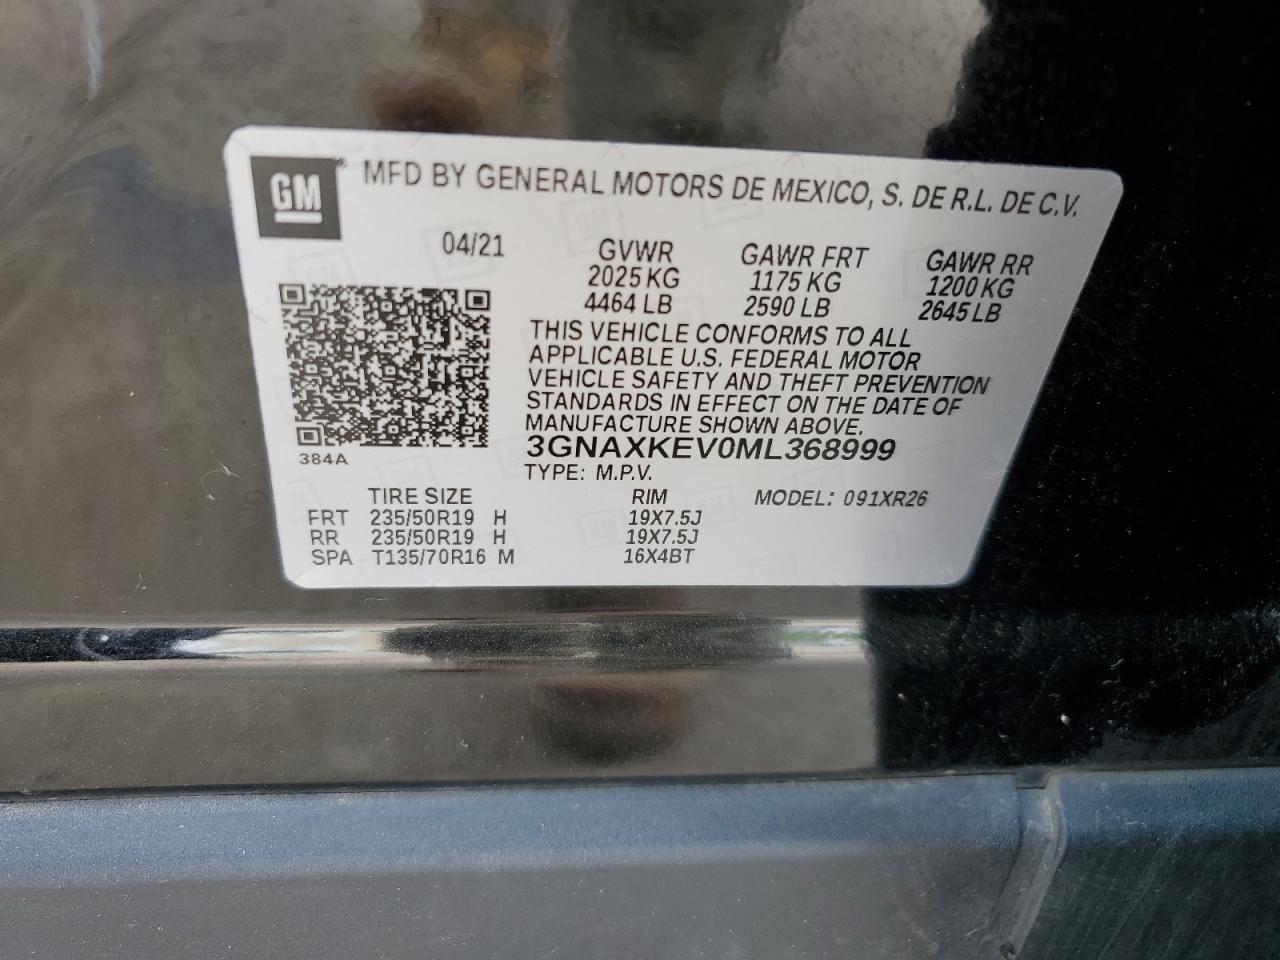 GM ® MFD BY GENERAL MOTORS DE MEXICO, S. DE R.L. DE C.V.
04/21 GVWR GAWR FRT GAWR RR
2025 KG 1175 KG 1200 KG
4464 LB 2590 LB 2645 LB
THIS VEHICLE CONFORMS TO ALL
APPLICABLE U.S. FEDERAL MOTOR
VEHICLE SAFETY AND THEFT PREVENTION
STANDARDS IN EFFECT ON THE DATE OF
MANUFACTURE SHOWN ABOVE.
3GNAXKEV0ML368999
384A
TYPE: M.P.V.
TIRE SIZE RIM MODEL: 091XR26
FRT 235/50R19 H 19X7.5J
RR 235/50R19 H 19X7.5J
SPA T135/70R16 M 16X4BT